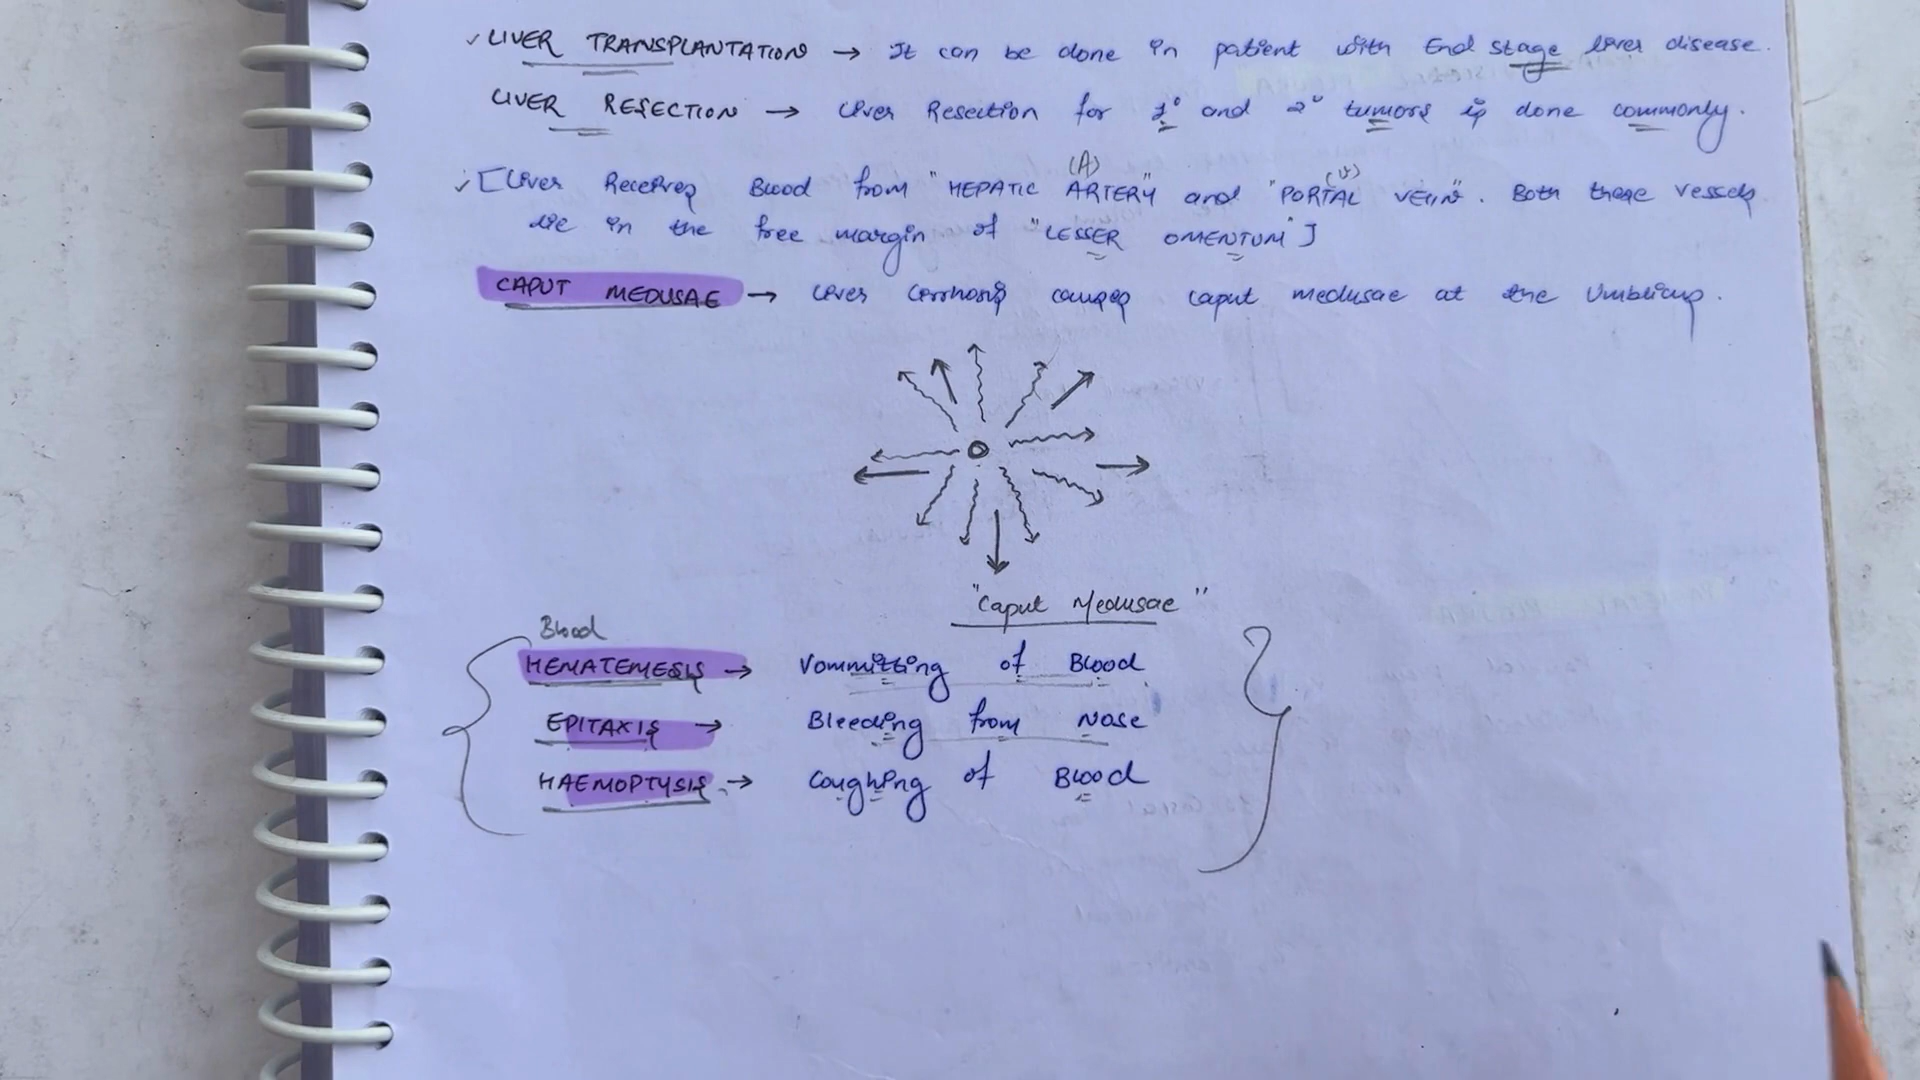 ✓ LIVER TRANSPLANTATION → It can be done in patient with End stage liver disease.
LIVER RESECTION → Liver Resection for 1° and 2° tumors is done commonly.
(A) (V)
✓ [Liver Receives Blood from "HEPATIC ARTERY" and "PORTAL VEIN". Both these vessels
lie in the free margin of "LESSER OMENTUM"]
CAPUT MEDUSAE → Liver Cirrhosis causes caput medusae at the Umblicus.
"Caput Medusae"
Blood
HEMATEMESIS → Vommitting of Blood
EPITAXIS → Bleeding from Nose
HAEMOPTYSIS → Coughing of Blood